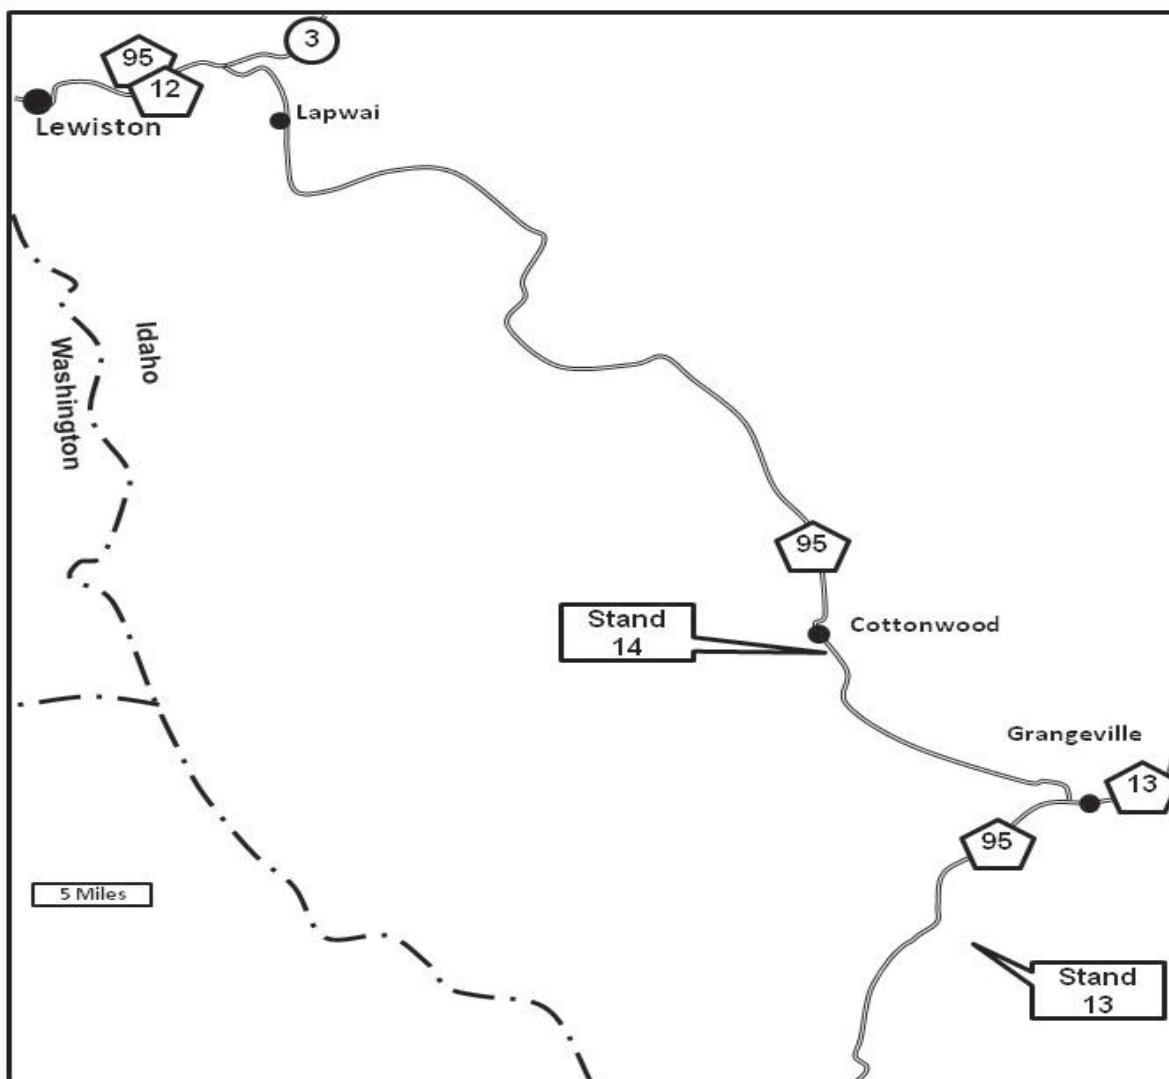 3
95
12
Lewiston
Lapwai
Idaho
Washington
95
Stand
14
Cottonwood
Grangeville
13
95
5 Miles
Stand
13